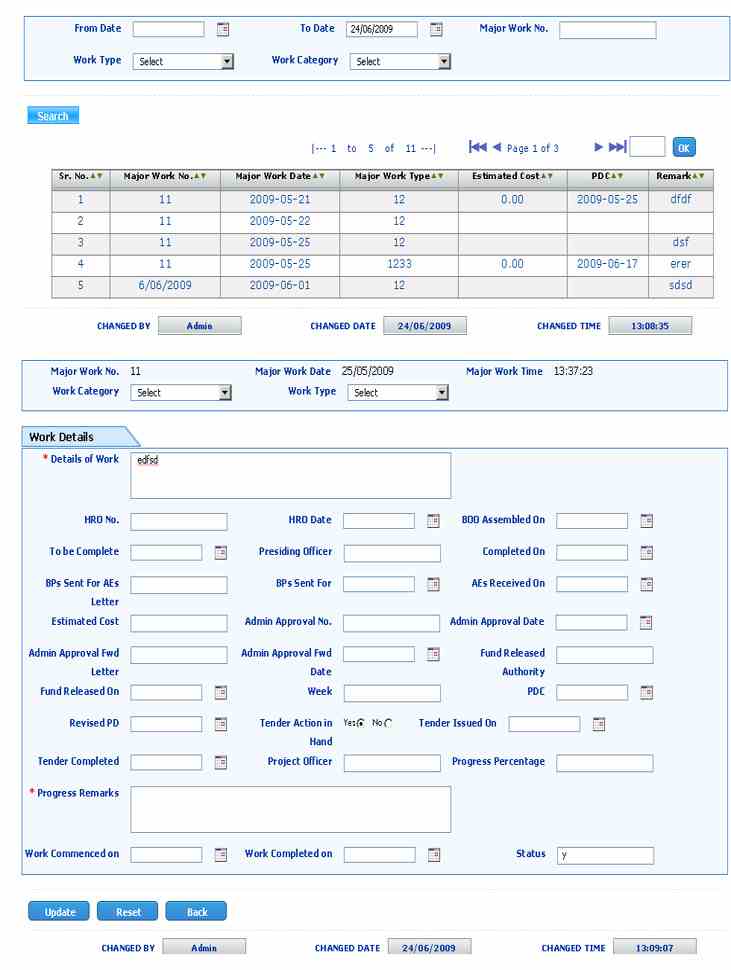 From Date To Date 24/06/2009 Major Work No.
Work Type Select Work Category Select
Search
|--- 1 to 5 of 11 ---| Page 1 of 3 OK
Sr. No. Major Work No. Major Work Date Major Work Type Estimated Cost PDC Remark
1 11 2009-05-21 12 0.00 2009-05-25 dfdf
2 11 2009-05-22 12
3 11 2009-05-25 12 dsf
4 11 2009-05-25 1233 0.00 2009-06-17 erer
5 6/06/2009 2009-06-01 12 sdsd
CHANGED BY Admin CHANGED DATE 24/06/2009 CHANGED TIME 13:08:35
Major Work No. 11 Major Work Date 25/05/2009 Major Work Time 13:37:23
Work Category Select Work Type Select
Work Details
* Details of Work edfsd
HRO No. HRO Date BOO Assembled On
To be Complete Presiding Officer Completed On
BPs Sent For AEs BPs Sent For AEs Received On
Letter
Estimated Cost Admin Approval No. Admin Approval Date
Admin Approval Fwd Admin Approval Fwd Fund Released
Letter Date Authority
Fund Released On Week PDC
Revised PD Tender Action in Yes No Tender Issued On
Hand
Tender Completed Project Officer Progress Percentage
* Progress Remarks
Work Commenced on Work Completed on Status y
Update Reset Back
CHANGED BY Admin CHANGED DATE 24/06/2009 CHANGED TIME 13:09:07